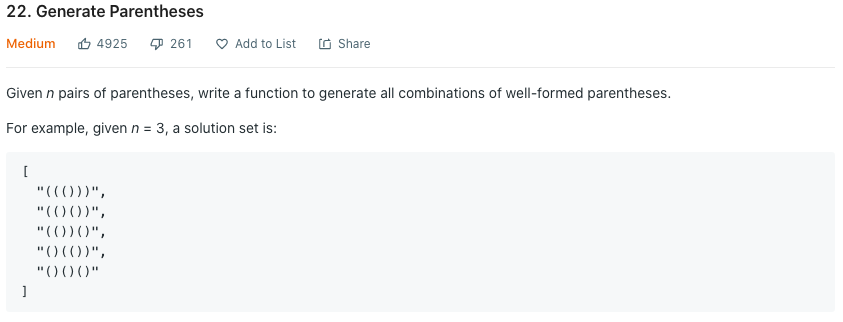 22. Generate Parentheses
Medium 4925 261 Add to List Share
Given n pairs of parentheses, write a function to generate all combinations of well-formed parentheses.
For example, given n = 3, a solution set is:
[
  "((()))",
  "(()())",
  "(())()",
  "()(())",
  "()()()"
]